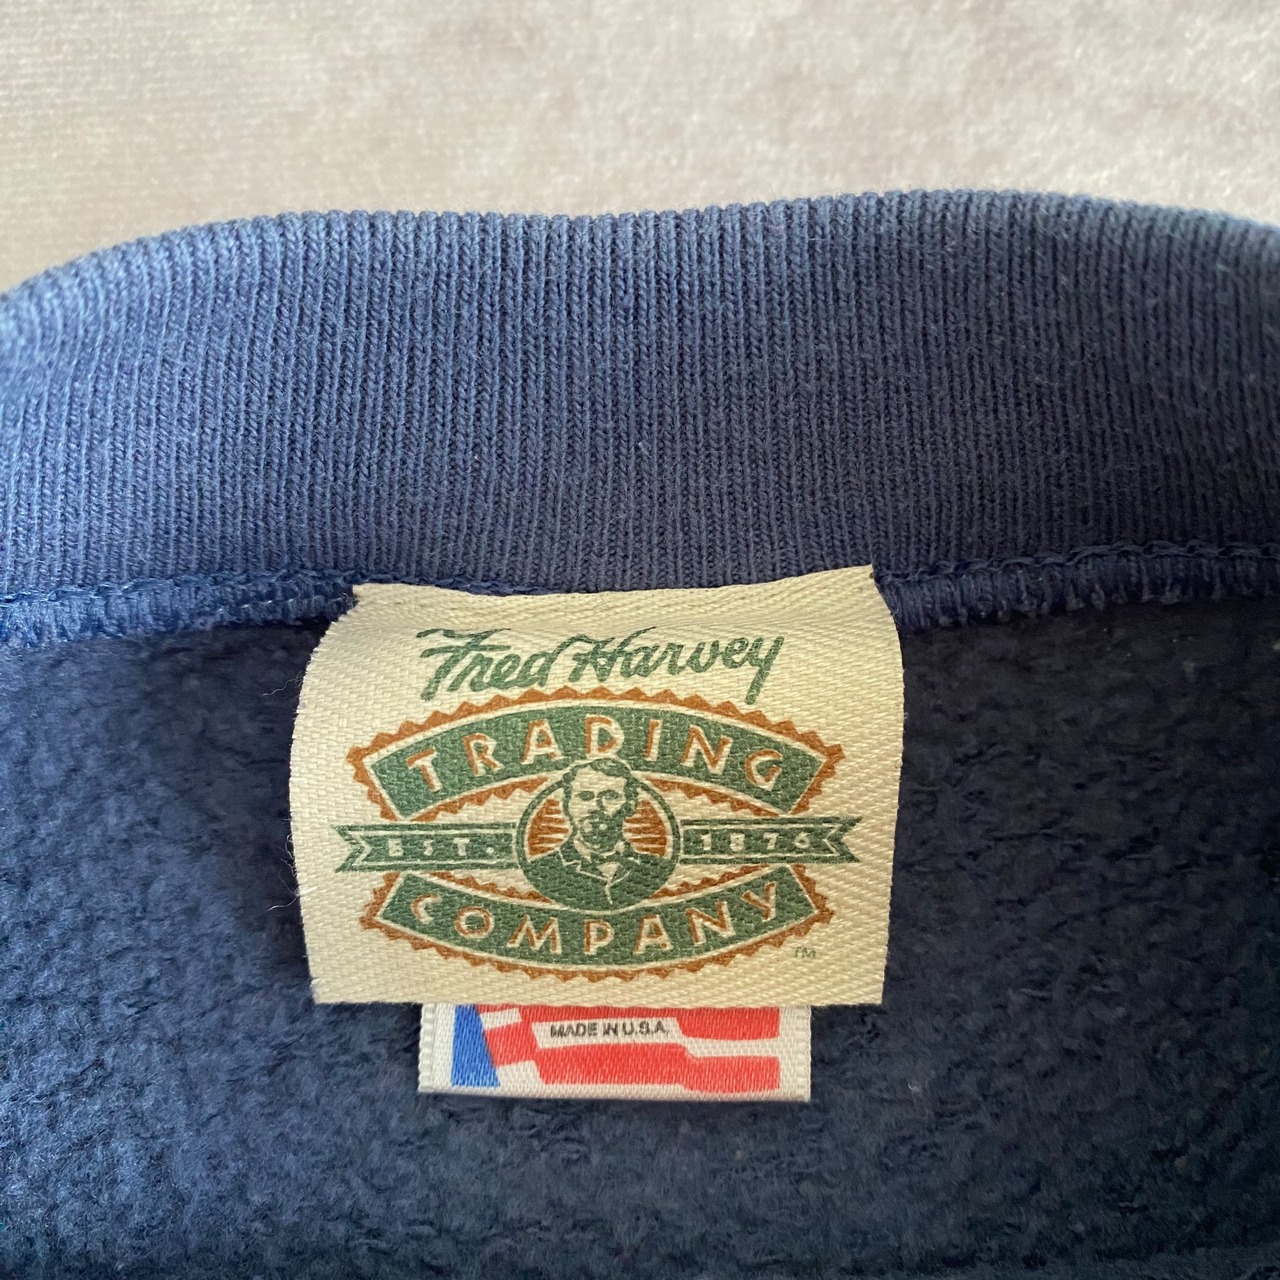 Fred Harvey
TRADING
EST. 1876
COMPANY
TM
MADE IN U.S.A.